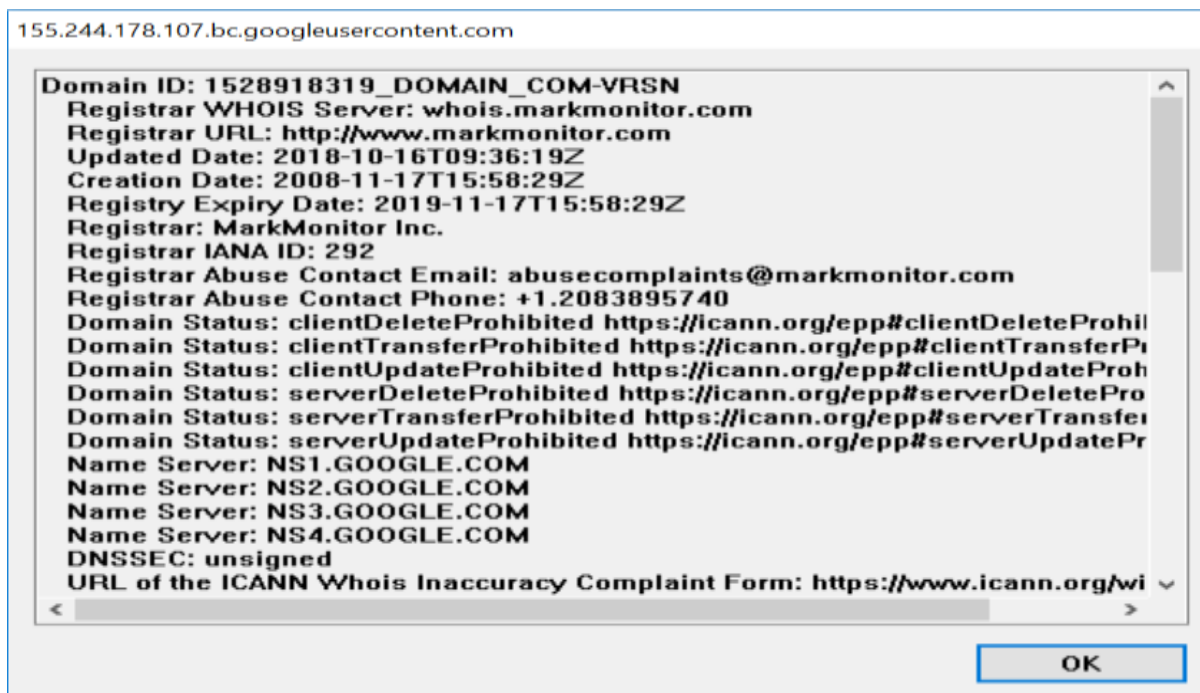 155.244.178.107.bc.googleusercontent.com
Domain ID: 1528918319_DOMAIN_COM-VRSN
Registrar WHOIS Server: whois.markmonitor.com
Registrar URL: http://www.markmonitor.com
Updated Date: 2018-10-16T09:36:19Z
Creation Date: 2008-11-17T15:58:29Z
Registry Expiry Date: 2019-11-17T15:58:29Z
Registrar: MarkMonitor Inc.
Registrar IANA ID: 292
Registrar Abuse Contact Email: abusecomplaints@markmonitor.com
Registrar Abuse Contact Phone: +1.2083895740
Domain Status: clientDeleteProhibited https://icann.org/epp#clientDeleteProhil
Domain Status: clientTransferProhibited https://icann.org/epp#clientTransferPr
Domain Status: clientUpdateProhibited https://icann.org/epp#clientUpdateProh
Domain Status: serverDeleteProhibited https://icann.org/epp#serverDeletePro
Domain Status: serverTransferProhibited https://icann.org/epp#serverTransfer
Domain Status: serverUpdateProhibited https://icann.org/epp#serverUpdatePr
Name Server: NS1.GOOGLE.COM
Name Server: NS2.GOOGLE.COM
Name Server: NS3.GOOGLE.COM
Name Server: NS4.GOOGLE.COM
DNSSEC: unsigned
URL of the ICANN Whois Inaccuracy Complaint Form: https://www.icann.org/wi
OK